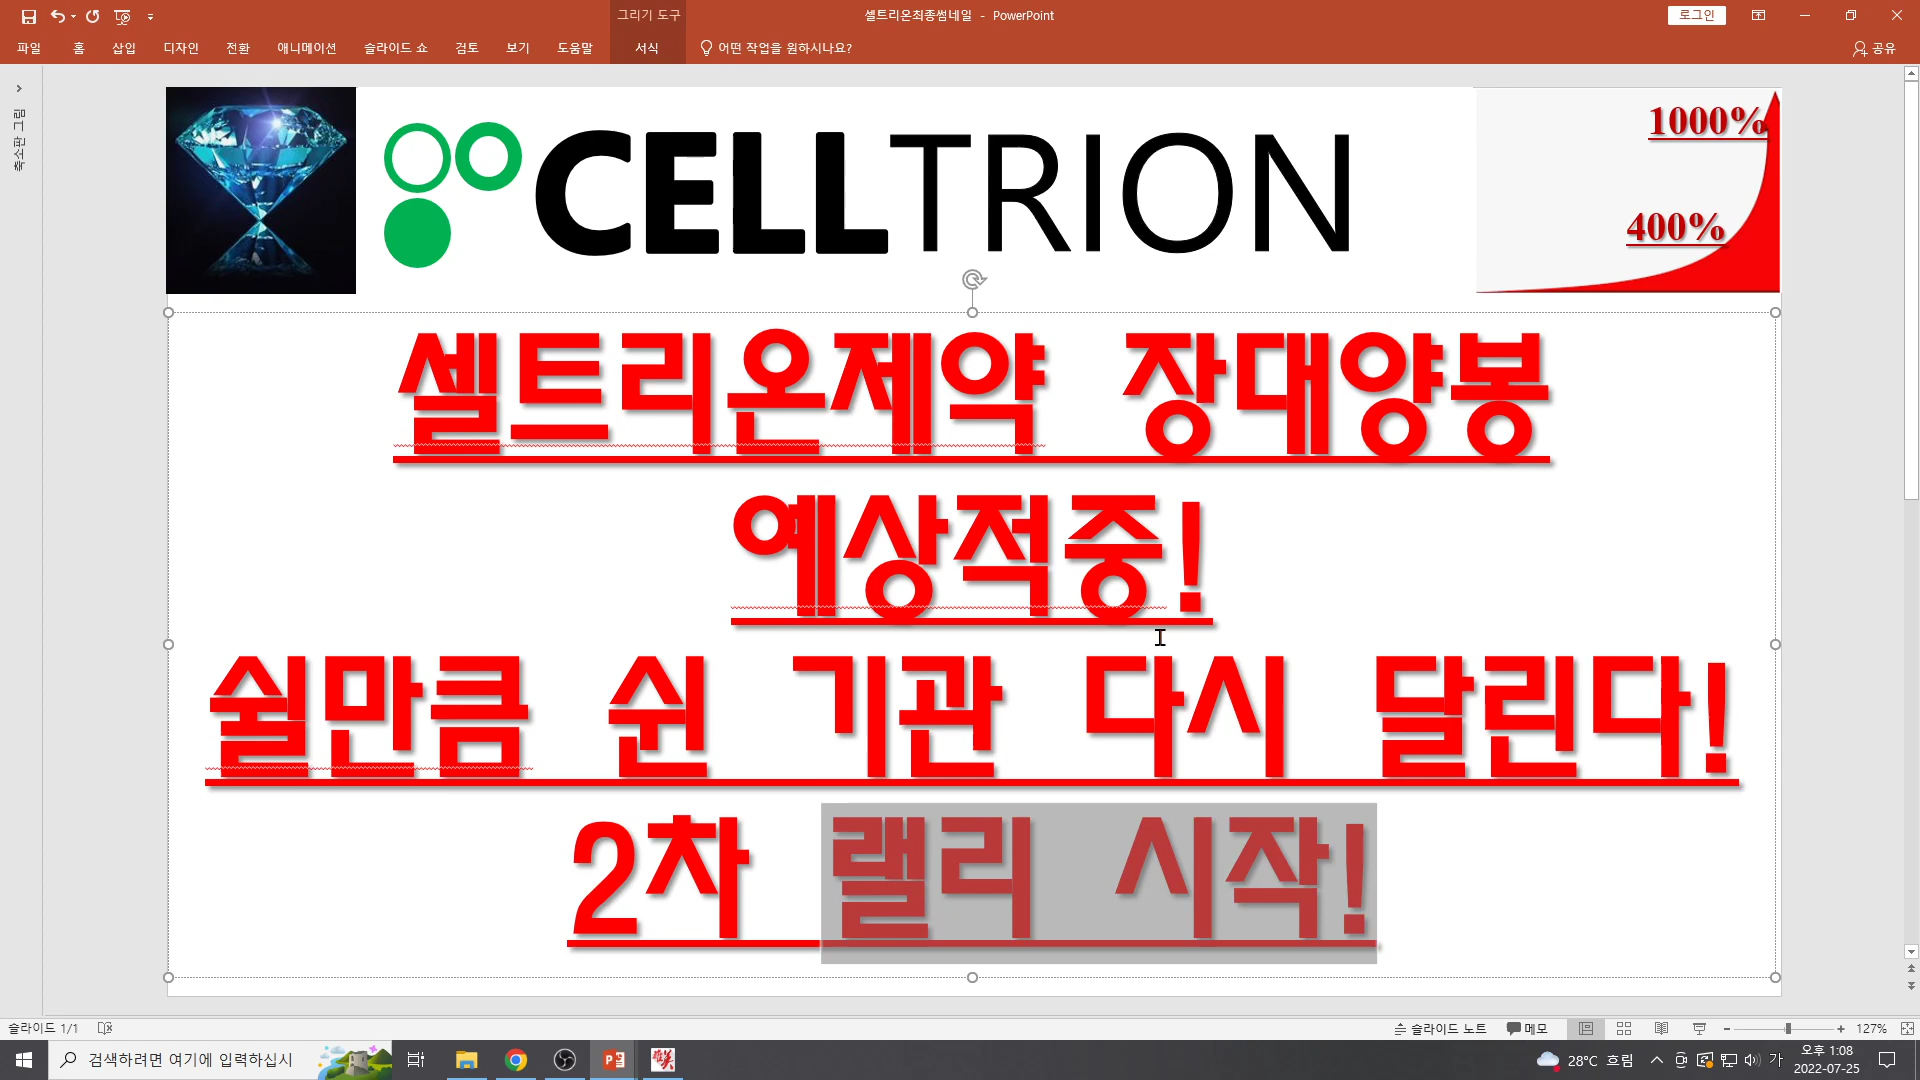 그리기 도구
셀트리온최종썸네일 - PowerPoint
로그인
파일 홈 삽입 디자인 전환 애니메이션 슬라이드 쇼 검토 보기 도움말 서식 어떤 작업을 원하시나요? 공유
축소판 그림
CELLTRION
1000%
400%
셀트리온제약 장대양봉
예상적중!
쉴만큼 쉰 기관 다시 달린다!
2차 랠리 시작!
슬라이드 1/1
슬라이드 노트 메모 127%
검색하려면 여기에 입력하십시
28°C 흐림
가
오후 1:08
2022-07-25